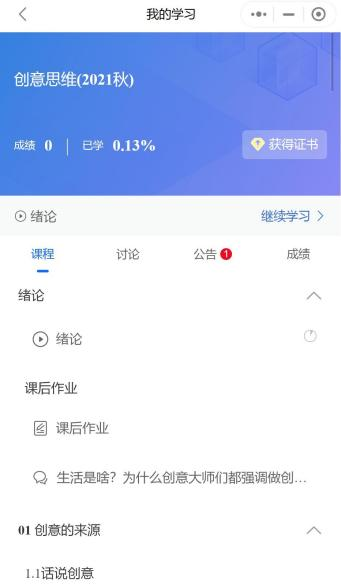 我的学习
创意思维(2021秋)
成绩 0 已学 0.13% 获得证书
绪论 继续学习
课程 讨论 公告 1 成绩
绪论
绪论
课后作业
课后作业
生活是啥？为什么创意大师们都强调做创...
01 创意的来源
1.1话说创意